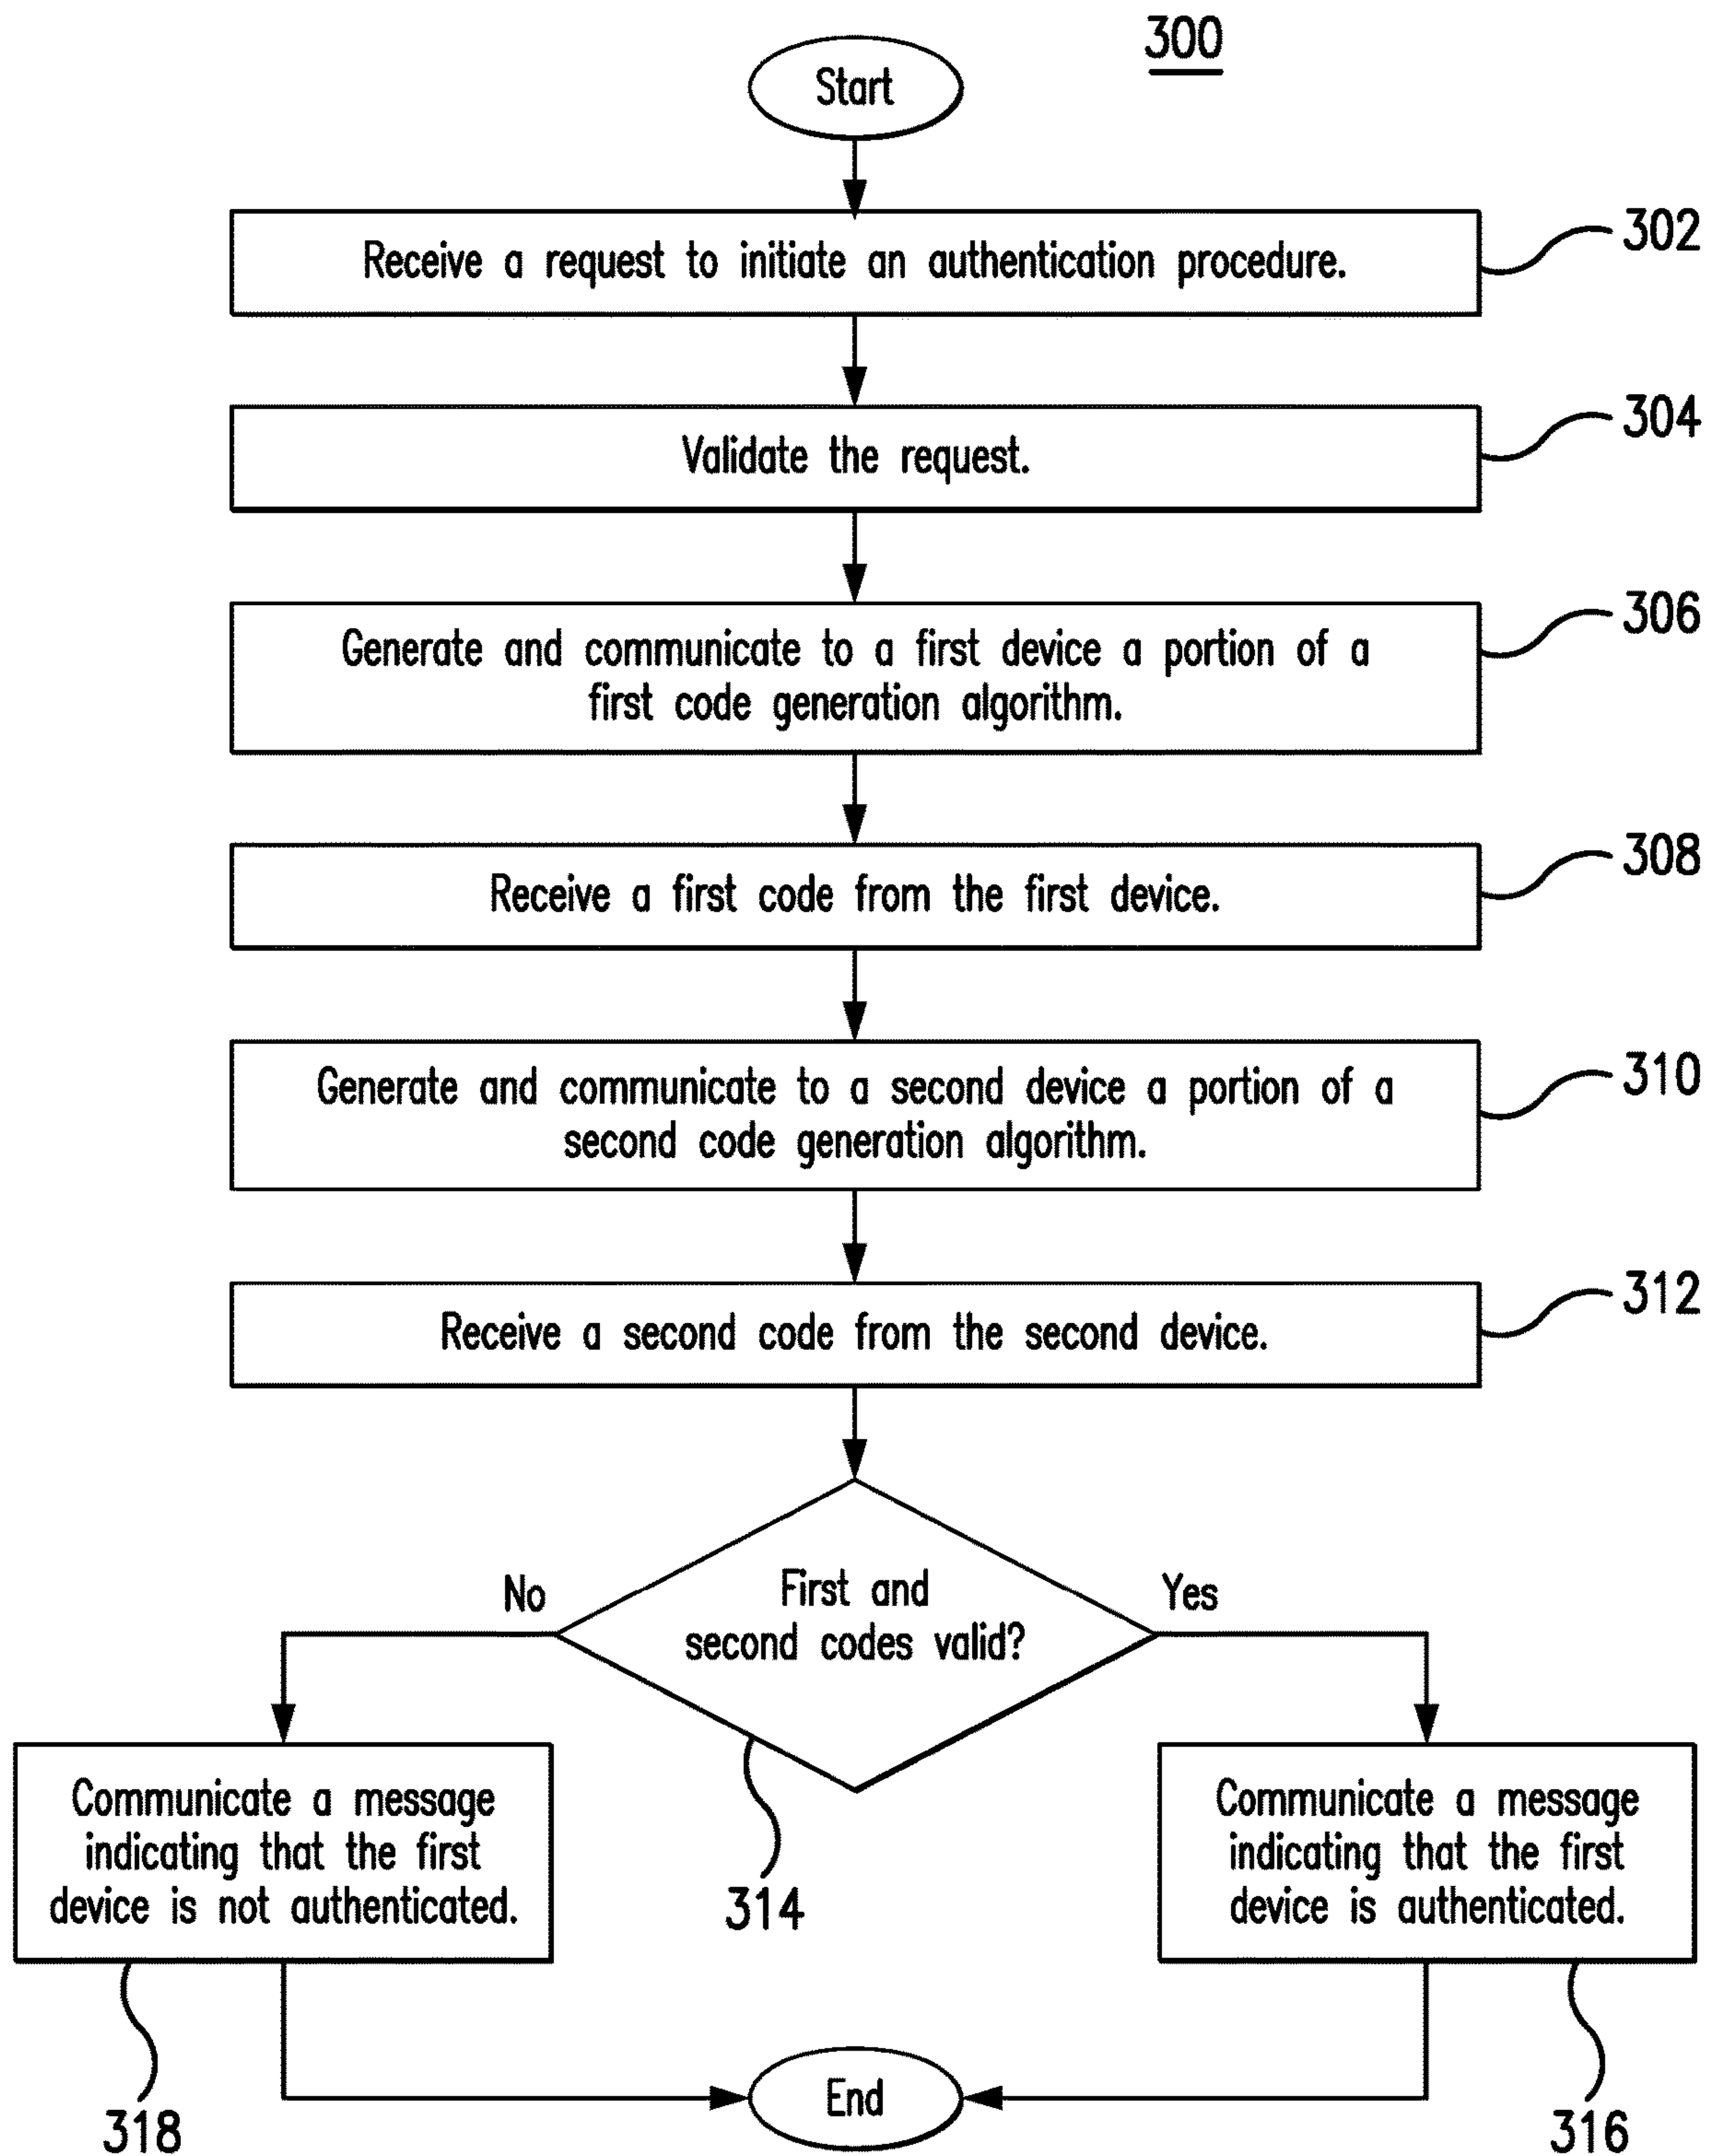 300
Start
Receive a request to initiate an authentication procedure.
302
Validate the request.
304
Generate and communicate to a first device a portion of a
first code generation algorithm.
306
Receive a first code from the first device.
308
Generate and communicate to a second device a portion of a
second code generation algorithm.
310
Receive a second code from the second device.
312
First and
second codes valid?
No
Yes
314
Communicate a message
indicating that the first
device is not authenticated.
318
Communicate a message
indicating that the first
device is authenticated.
316
End